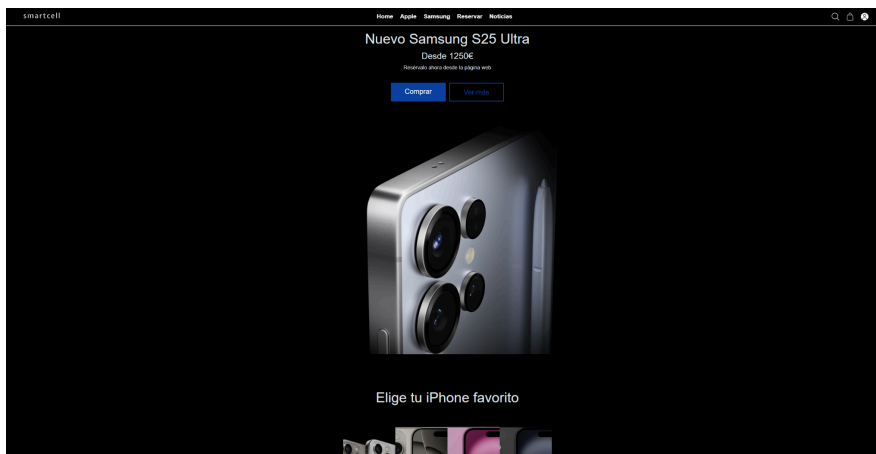 smartcell
Home Apple Samsung Reservar Noticias
Nuevo Samsung S25 Ultra
Desde 1250€
Resérvalo ahora desde la página web
Comprar
Ver más
Elige tu iPhone favorito